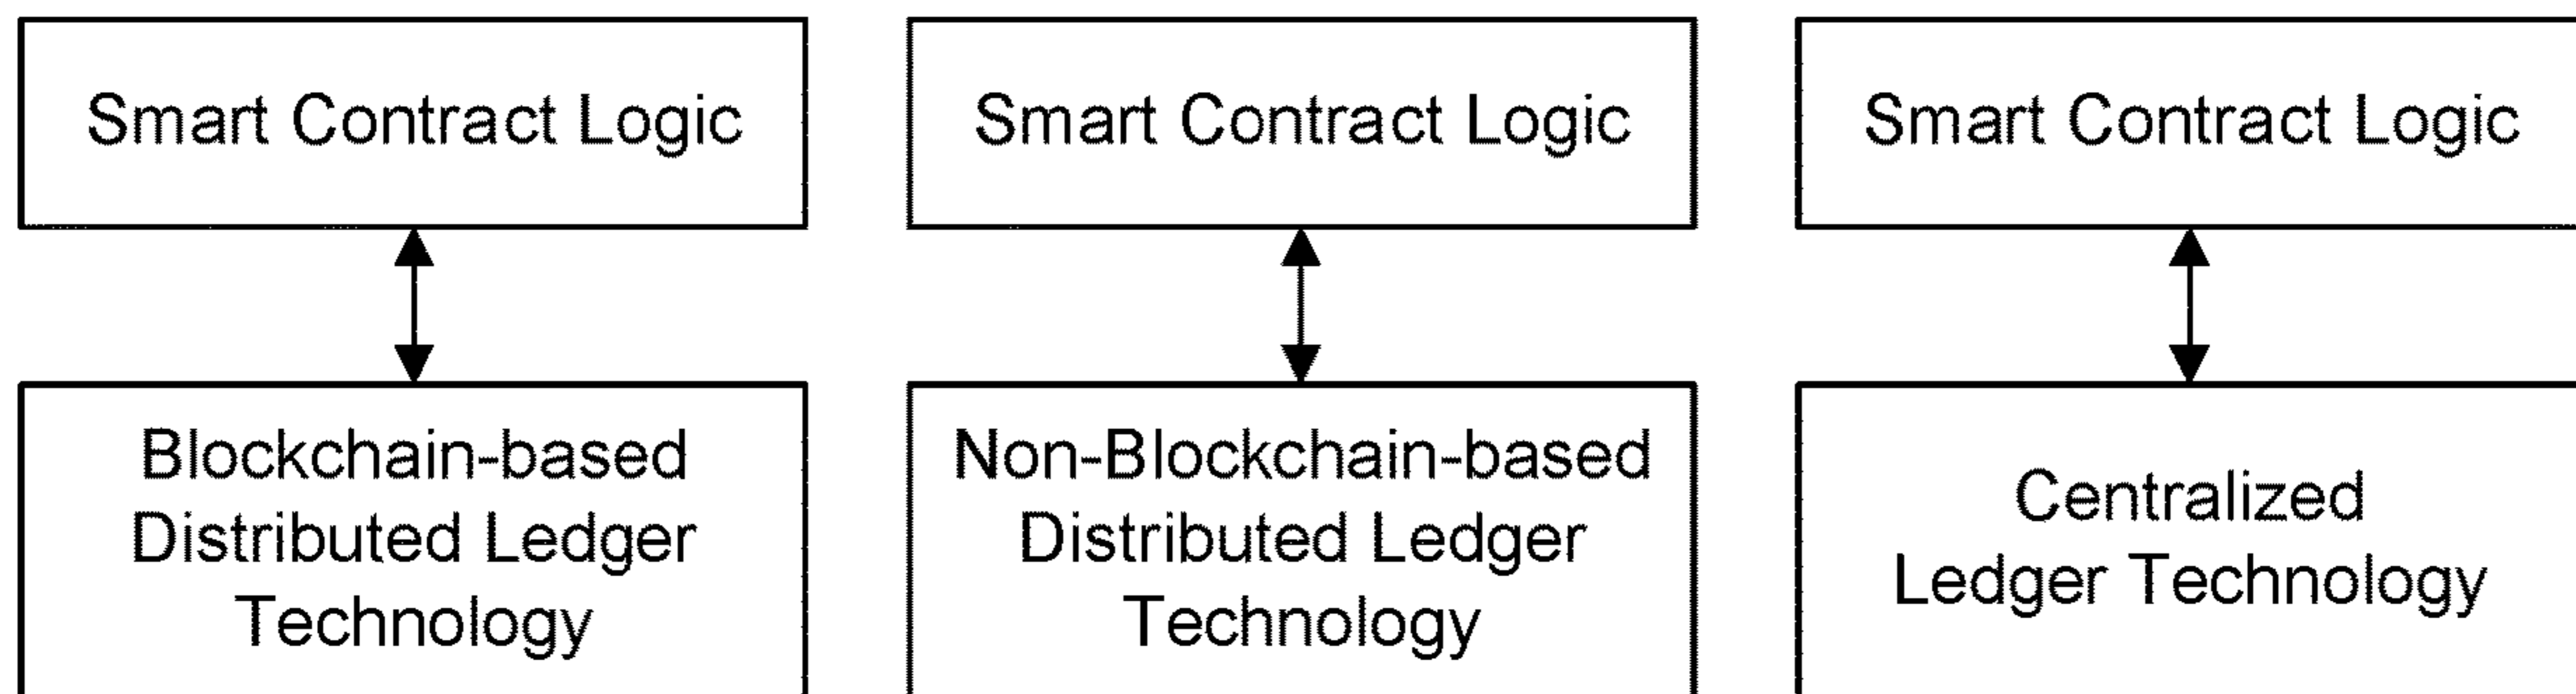 Smart Contract Logic
Smart Contract Logic
Smart Contract Logic
Blockchain-based
Distributed Ledger
Technology
Non-Blockchain-based
Distributed Ledger
Technology
Centralized
Ledger Technology